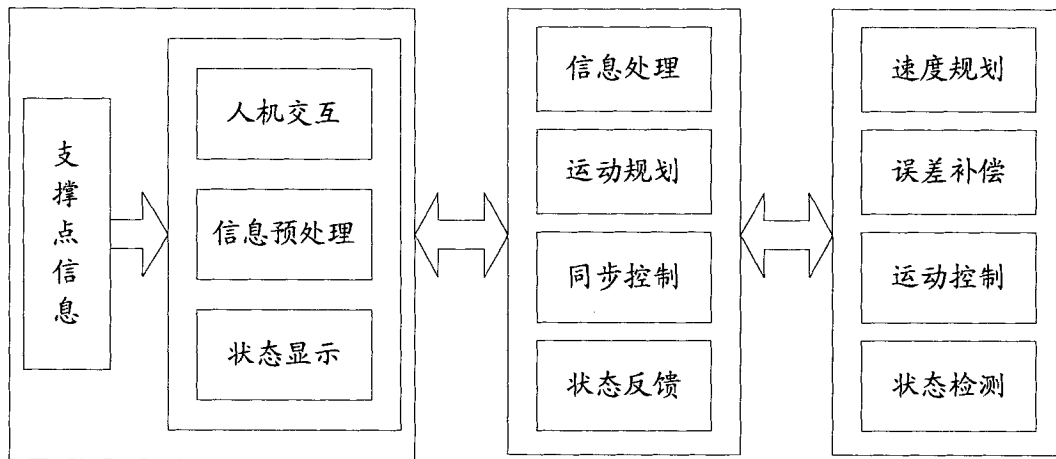 支撑点信息
人机交互
信息预处理
状态显示
信息处理
运动规划
同步控制
状态反馈
速度规划
误差补偿
运动控制
状态检测